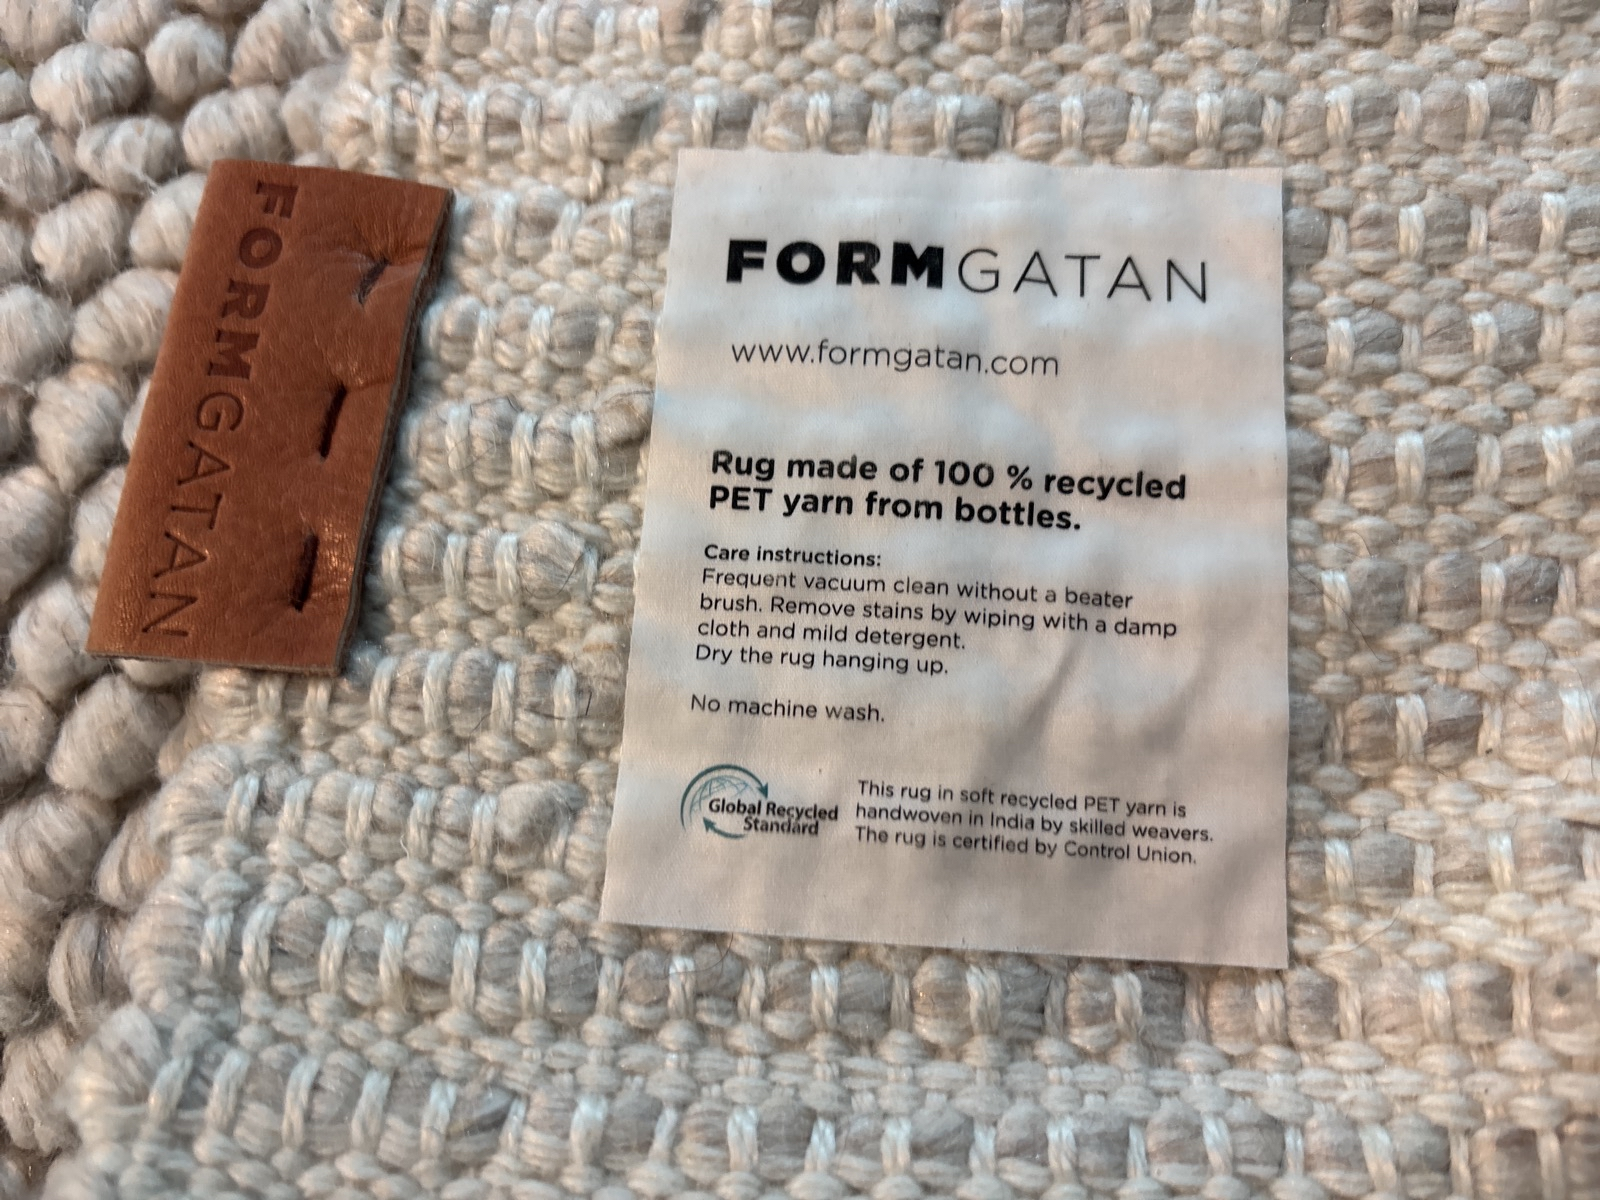 FORMGATAN
FORMGATAN
www.formgatan.com
Rug made of 100 % recycled
PET yarn from bottles.
Care instructions:
Frequent vacuum clean without a beater
brush. Remove stains by wiping with a damp
cloth and mild detergent.
Dry the rug hanging up.
No machine wash.
Global Recycled
Standard
This rug in soft recycled PET yarn is
handwoven in India by skilled weavers.
The rug is certified by Control Union.